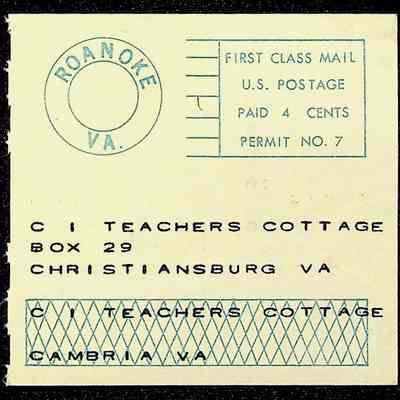 ROANOKE
VA.
FIRST CLASS MAIL
U.S. POSTAGE
PAID 4 CENTS
PERMIT NO. 7
C I TEACHERS COTTAGE
BOX 29
CHRISTIANSBURG VA
C I TEACHERS COTTAGE
CAMBRIA VA